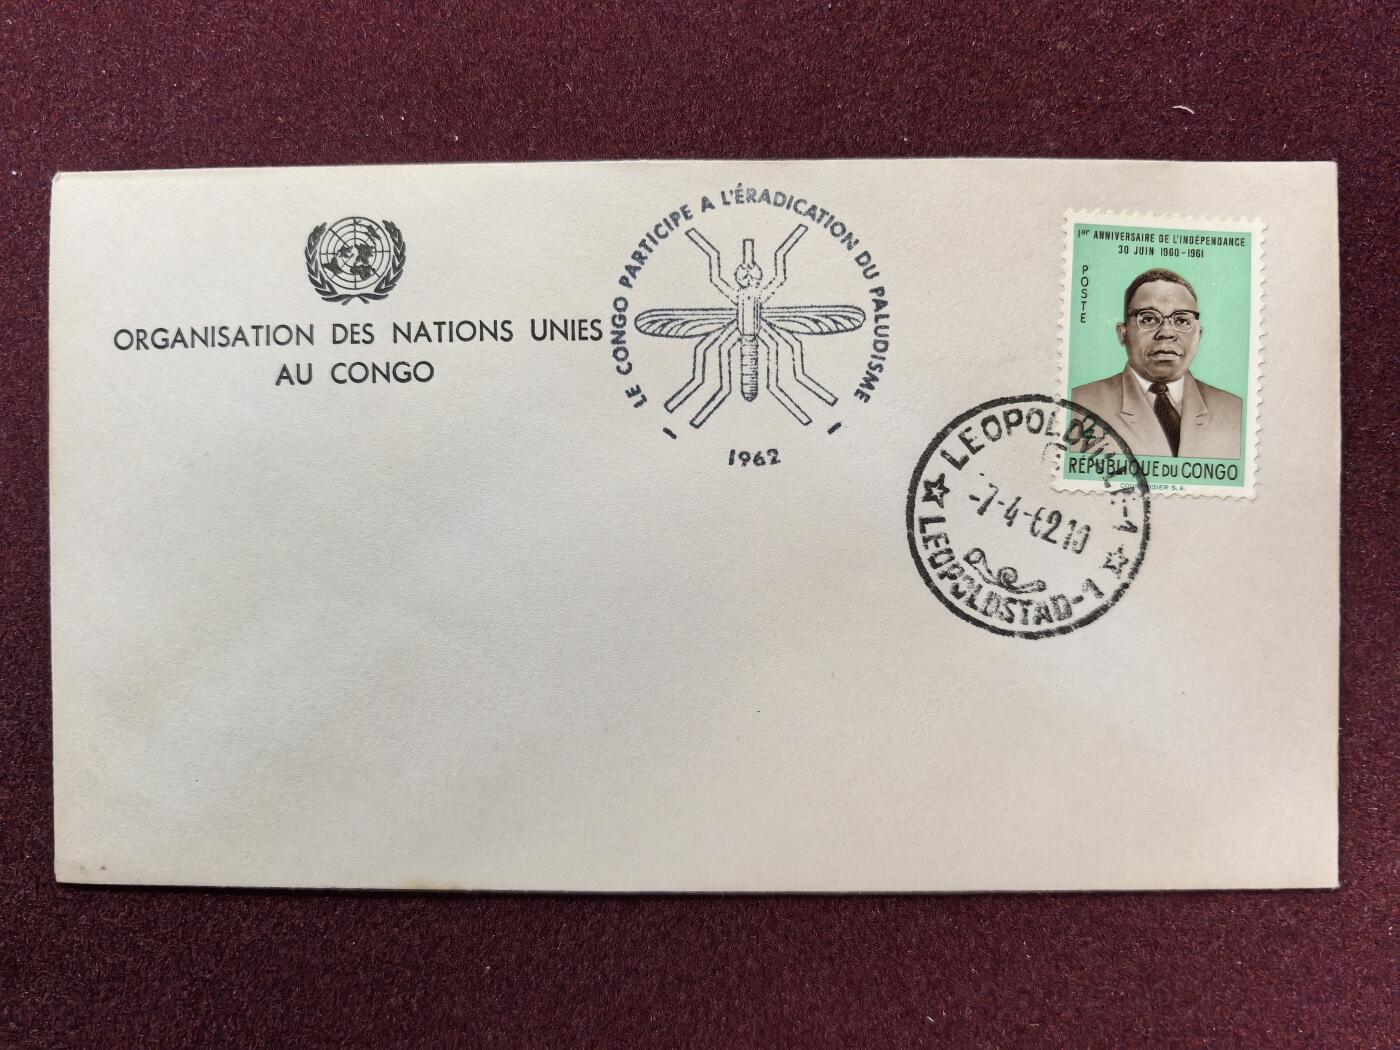 ORGANISATION DES NATIONS UNIES
AU CONGO
LE CONGO PARTICIPE A L'ÉRADICATION DU PALUDISME
1962
1er ANNIVERSAIRE DE L'INDÉPENDANCE
30 JUIN 1960-1961
POSTE
RÉPUBLIQUE DU CONGO
LEOPOLDVILLE-1
-7-4-62 10
LEOPOLDSTAD-1